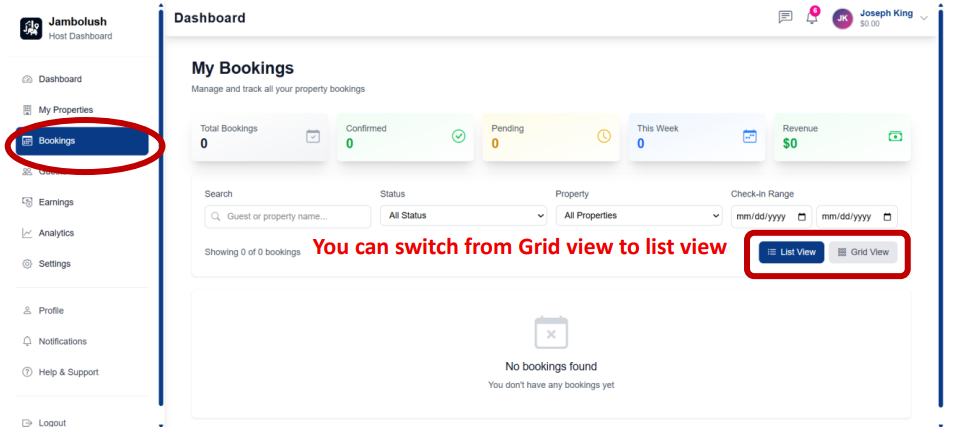 Jambolush
Host Dashboard
Dashboard
My Properties
Bookings
Guests
Earnings
Analytics
Settings
Profile
Notifications
Help & Support
Logout
Dashboard
6
JK
Joseph King
$0.00
My Bookings
Manage and track all your property bookings
Total Bookings
0
Confirmed
0
Pending
0
This Week
0
Revenue
$0
Search
Guest or property name...
Status
All Status
Property
All Properties
Check-in Range
mm/dd/yyyy
mm/dd/yyyy
Showing 0 of 0 bookings
You can switch from Grid view to list view
List View
Grid View
No bookings found
You don't have any bookings yet